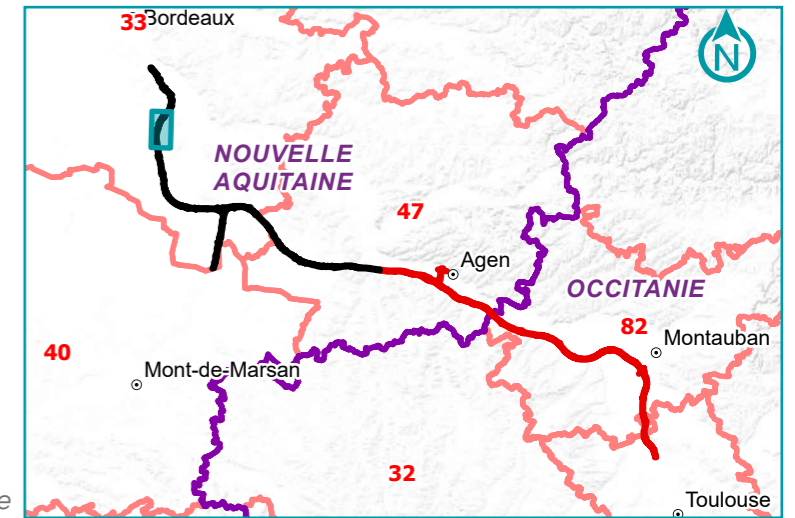 33 Bordeaux
N
NOUVELLE
AQUITAINE
47
Agen
OCCITANIE
82
Montauban
40
Mont-de-Marsan
32
Toulouse
e